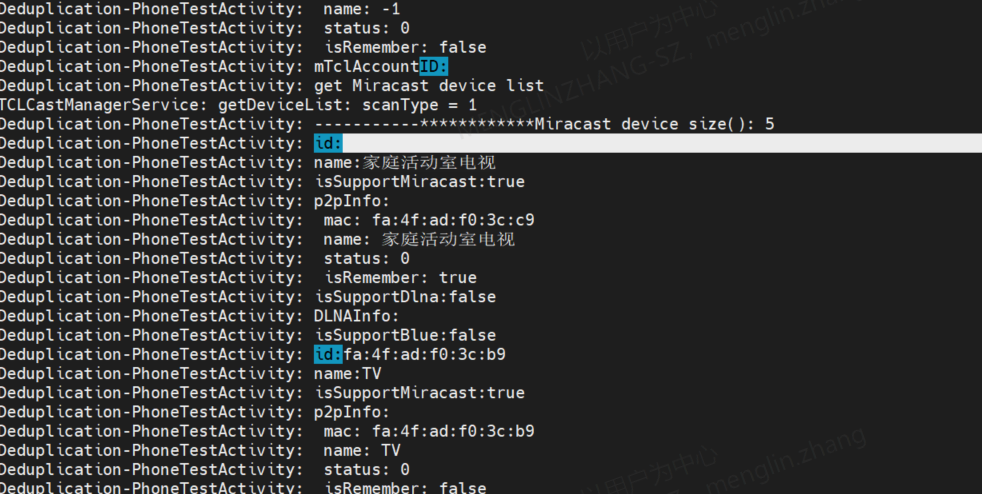 Deduplication-PhoneTestActivity:  name: -1
Deduplication-PhoneTestActivity:  status: 0
Deduplication-PhoneTestActivity:  isRemember: false
Deduplication-PhoneTestActivity: mTclAccountID:
Deduplication-PhoneTestActivity: get Miracast device list
TCLCastManagerService: getDeviceList: scanType = 1
Deduplication-PhoneTestActivity: -----------************Miracast device size(): 5
Deduplication-PhoneTestActivity: id:
Deduplication-PhoneTestActivity: name:家庭活动室电视
Deduplication-PhoneTestActivity: isSupportMiracast:true
Deduplication-PhoneTestActivity: p2pInfo:
Deduplication-PhoneTestActivity:  mac: fa:4f:ad:f0:3c:c9
Deduplication-PhoneTestActivity:  name: 家庭活动室电视
Deduplication-PhoneTestActivity:  status: 0
Deduplication-PhoneTestActivity:  isRemember: true
Deduplication-PhoneTestActivity: isSupportDlna:false
Deduplication-PhoneTestActivity: DLNAInfo:
Deduplication-PhoneTestActivity: isSupportBlue:false
Deduplication-PhoneTestActivity: id:fa:4f:ad:f0:3c:b9
Deduplication-PhoneTestActivity: name:TV
Deduplication-PhoneTestActivity: isSupportMiracast:true
Deduplication-PhoneTestActivity: p2pInfo:
Deduplication-PhoneTestActivity:  mac: fa:4f:ad:f0:3c:b9
Deduplication-PhoneTestActivity:  name: TV
Deduplication-PhoneTestActivity:  status: 0
Deduplication-PhoneTestActivity:  isRemember: false
以用户为中心
MENGLINZHANG-SZ, menglin.zhang
以用户为中心
menglin.zhang